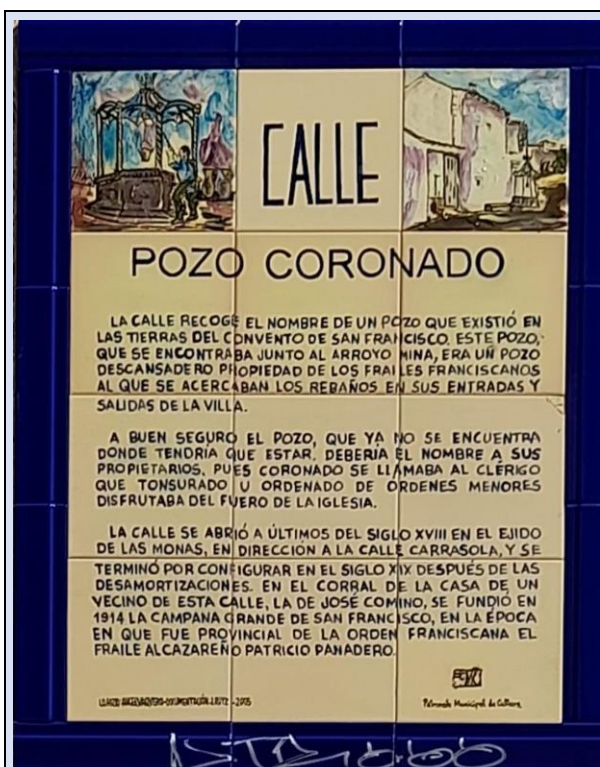 CALLE
POZO CORONADO
LA CALLE RECOGE EL NOMBRE DE UN POZO QUE EXISTIÓ EN
LAS TIERRAS DEL CONVENTO DE SAN FRANCISCO. ESTE POZO,
QUE SE ENCONTRABA JUNTO AL ARROYO MINA, ERA UN POZO
DESCANSADERO PROPIEDAD DE LOS FRAILES FRANCISCANOS
AL QUE SE ACERCABAN LOS REBAÑOS EN SUS ENTRADAS Y
SALIDAS DE LA VILLA.
A BUEN SEGURO EL POZO, QUE YA NO SE ENCUENTRA
DONDE TENDRÍA QUE ESTAR, DEBERÍA EL NOMBRE A SUS
PROPIETARIOS, PUES CORONADO SE LLAMABA AL CLÉRIGO
QUE TONSURADO U ORDENADO DE ÓRDENES MENORES
DISFRUTABA DEL FUERO DE LA IGLESIA.
LA CALLE SE ABRIÓ A ÚLTIMOS DEL SIGLO XVIII EN EL EJIDO
DE LAS MONAS, EN DIRECCIÓN A LA CALLE CARRASOLA, Y SE
TERMINÓ POR CONFIGURAR EN EL SIGLO XIX DESPUÉS DE LAS
DESAMORTIZACIONES. EN EL CORRAL DE LA CASA DE UN
VECINO DE ESTA CALLE, LA DE JOSÉ COMINO, SE FUNDIÓ EN
1914 LA CAMPANA GRANDE DE SAN FRANCISCO, EN LA ÉPOCA
EN QUE FUE PROVINCIAL DE LA ORDEN FRANCISCANA EL
FRAILE ALCAZAREÑO PATRICIO PANADERO.
Patronato Municipal de Cultura